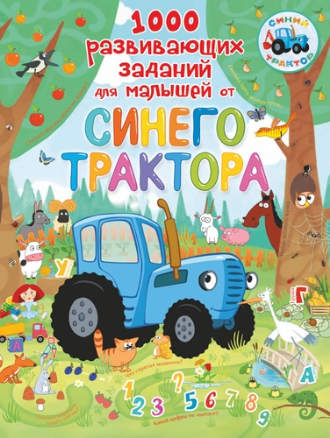 1000
развивающих
заданий
для малышей от
СИНЕГО
ТРАКТОРА
СИНИЙ
ТРАКТОР
У
Г
А
Л
А
1 2 3 4 5 6 7 8 9